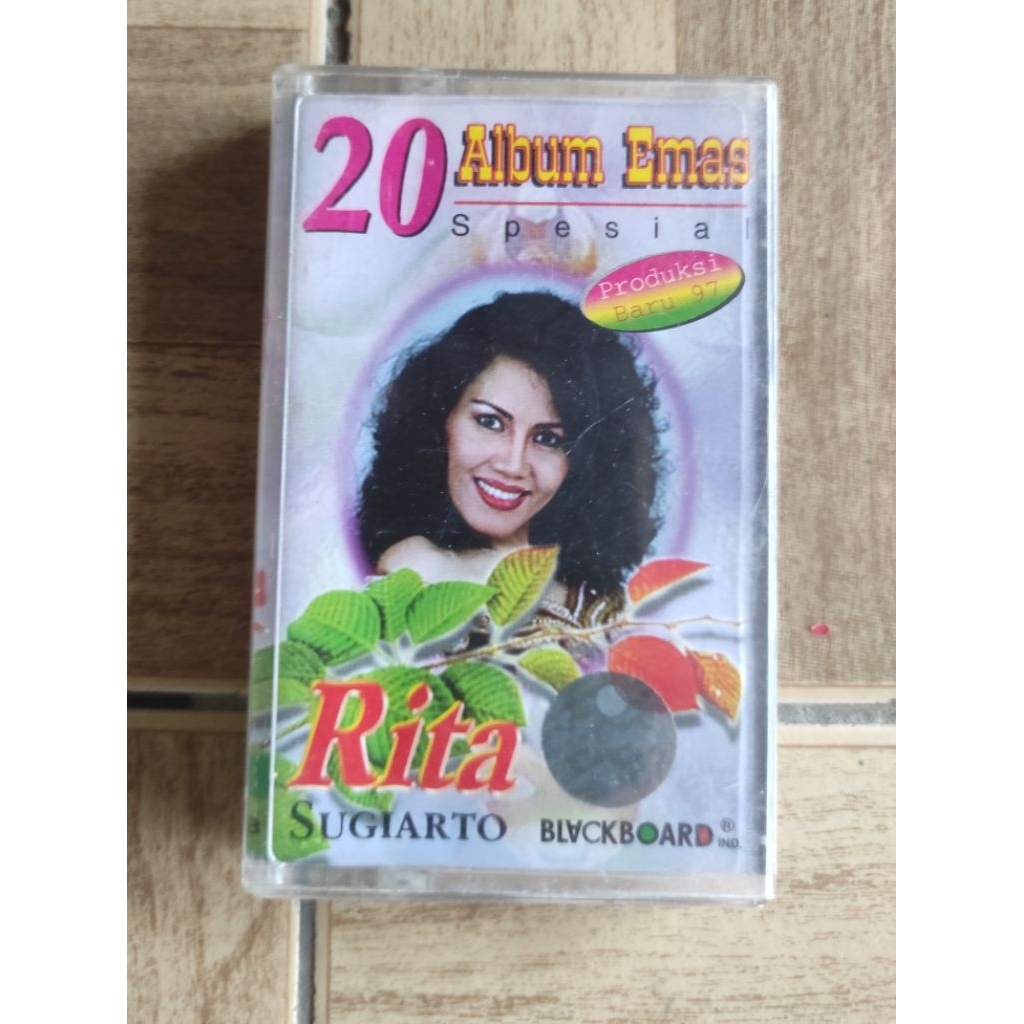 20 Album Emas
Spesial
Produksi
Baru 97
Rita
SUGIARTO
BLACKBOARD ®
IND.